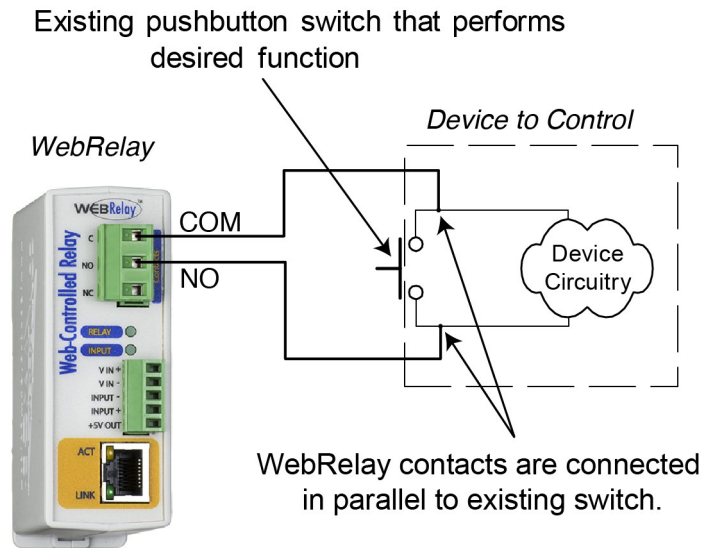 Existing pushbutton switch that performs
desired function
WebRelay
Device to Control
WEBRelay™
Web-Controlled Relay
C
NO
NC
Contacts
COM
NO
Device
Circuitry
RELAY
INPUT
V IN +
V IN -
INPUT -
INPUT +
+5V OUT
ACT
LINK
WebRelay contacts are connected
in parallel to existing switch.